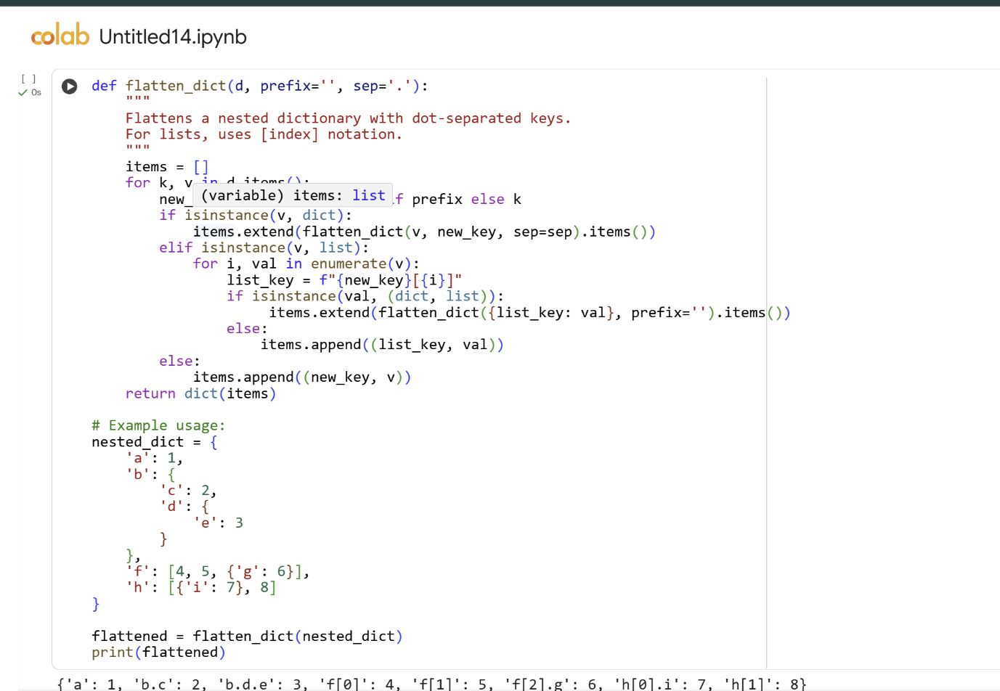 colab Untitled14.ipynb
[ ]
0s
def flatten_dict(d, prefix='', sep='.'):
"""
Flattens a nested dictionary with dot-separated keys.
For lists, uses [index] notation.
"""
items = []
for k, v in d.items():
(variable) items: list
new_ if prefix else k
if isinstance(v, dict):
items.extend(flatten_dict(v, new_key, sep=sep).items())
elif isinstance(v, list):
for i, val in enumerate(v):
list_key = f"{new_key}[{i}]"
if isinstance(val, (dict, list)):
items.extend(flatten_dict({list_key: val}, prefix='').items())
else:
items.append((list_key, val))
else:
items.append((new_key, v))
return dict(items)
# Example usage:
nested_dict = {
'a': 1,
'b': {
'c': 2,
'd': {
'e': 3
}
},
'f': [4, 5, {'g': 6}],
'h': [{'i': 7}, 8]
}
flattened = flatten_dict(nested_dict)
print(flattened)
{'a': 1, 'b.c': 2, 'b.d.e': 3, 'f[0]': 4, 'f[1]': 5, 'f[2].g': 6, 'h[0].i': 7, 'h[1]': 8}